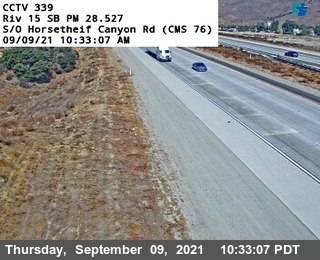 CCTV 339
Riv 15 SB PM 28.527
S/O Horsetheif Canyon Rd (CMS 76)
09/09/21 10:33:07 AM
Thursday, September 09, 2021 10:33:07 PDT